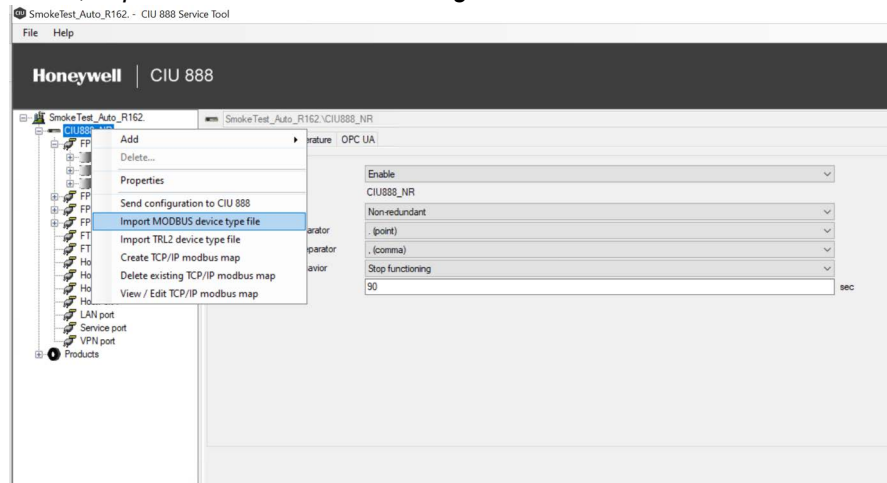 SmokeTest_Auto_R162. - CIU 888 Service Tool
File Help
Honeywell CIU 888
SmokeTest_Auto_R162.
CIU888_NR
FP
FP
FP
FP
FT
FT
Ho
Ho
Ho
LAN port
Service port
VPN port
Products
Add
Delete...
Properties
Send configuration to CIU 888
Import MODBUS device type file
Import TRL2 device type file
Create TCP/IP modbus map
Delete existing TCP/IP modbus map
View / Edit TCP/IP modbus map
SmokeTest_Auto_R162.\CIU888_NR
erature OPC UA
Enable
CIU888_NR
Non-redundant
arator . (point)
parator , (comma)
avior Stop functioning
90 sec